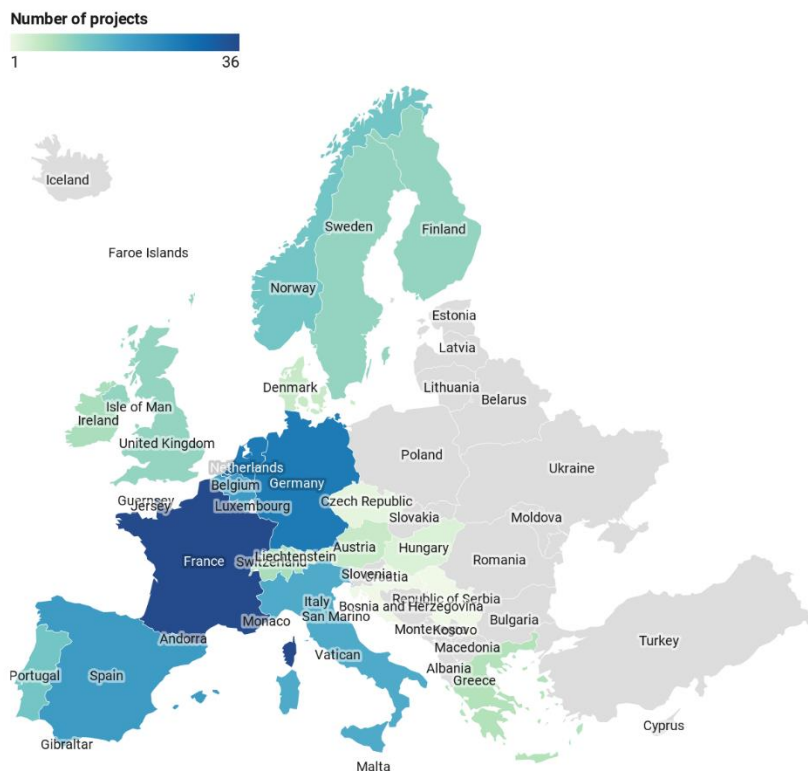 Number of projects
1 36
Iceland
Faroe Islands
Sweden
Finland
Norway
Estonia
Latvia
Lithuania
Belarus
Denmark
Isle of Man
Ireland
United Kingdom
Netherlands
Poland
Ukraine
Belgium
Germany
Guernsey
Jersey
Luxembourg
Czech Republic
Slovakia
Moldova
France
Liechtenstein
Switzerland
Austria
Hungary
Romania
Slovenia
Croatia
Italy
Republic of Serbia
Bosnia and Herzegovina
San Marino
Monaco
Bulgaria
Montenegro
Kosovo
Andorra
Turkey
Macedonia
Vatican
Albania
Portugal
Spain
Greece
Cyprus
Gibraltar
Malta